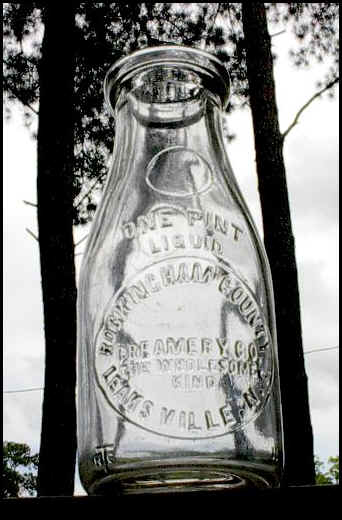 ONE PINT
LIQUID
ROCKINGHAM COUNTY
CREAMERY CO.
THE WHOLESOME
KIND
LEAKSVILLE, N.C.